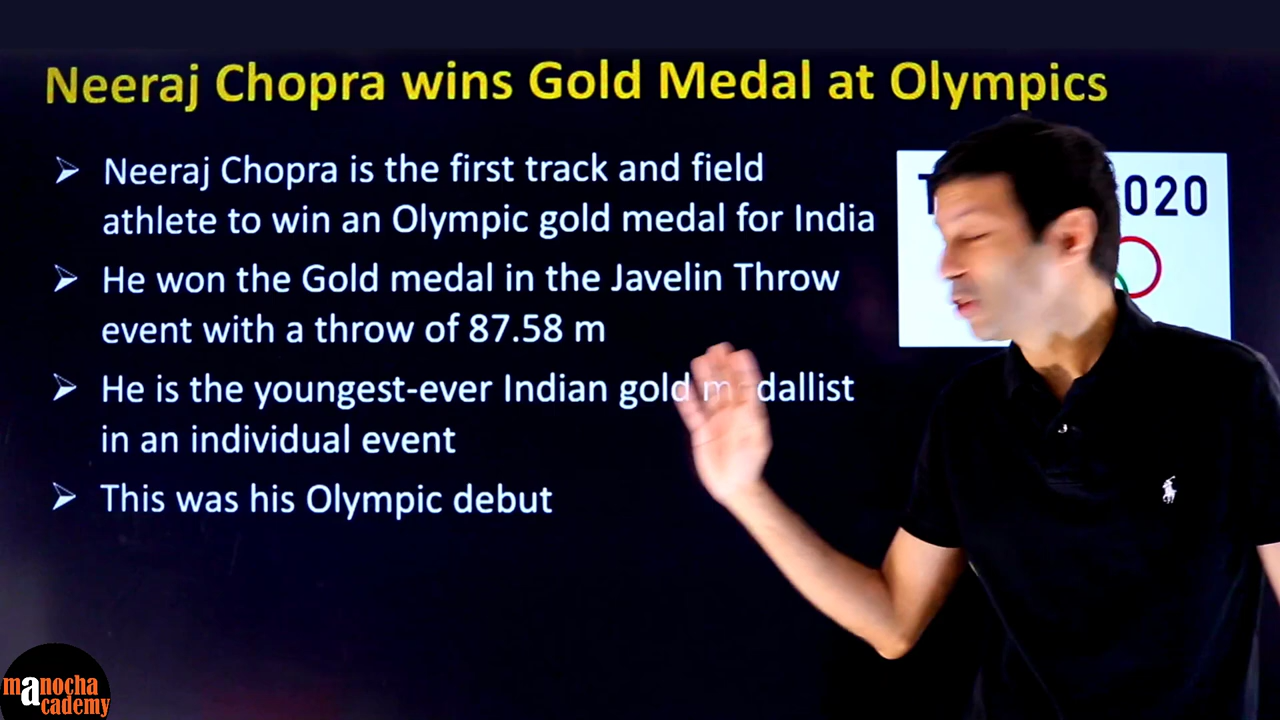 Neeraj Chopra wins Gold Medal at Olympics
➢ Neeraj Chopra is the first track and field
athlete to win an Olympic gold medal for India
➢ He won the Gold medal in the Javelin Throw
event with a throw of 87.58 m
➢ He is the youngest-ever Indian gold medallist
in an individual event
➢ This was his Olympic debut
manocha
academy